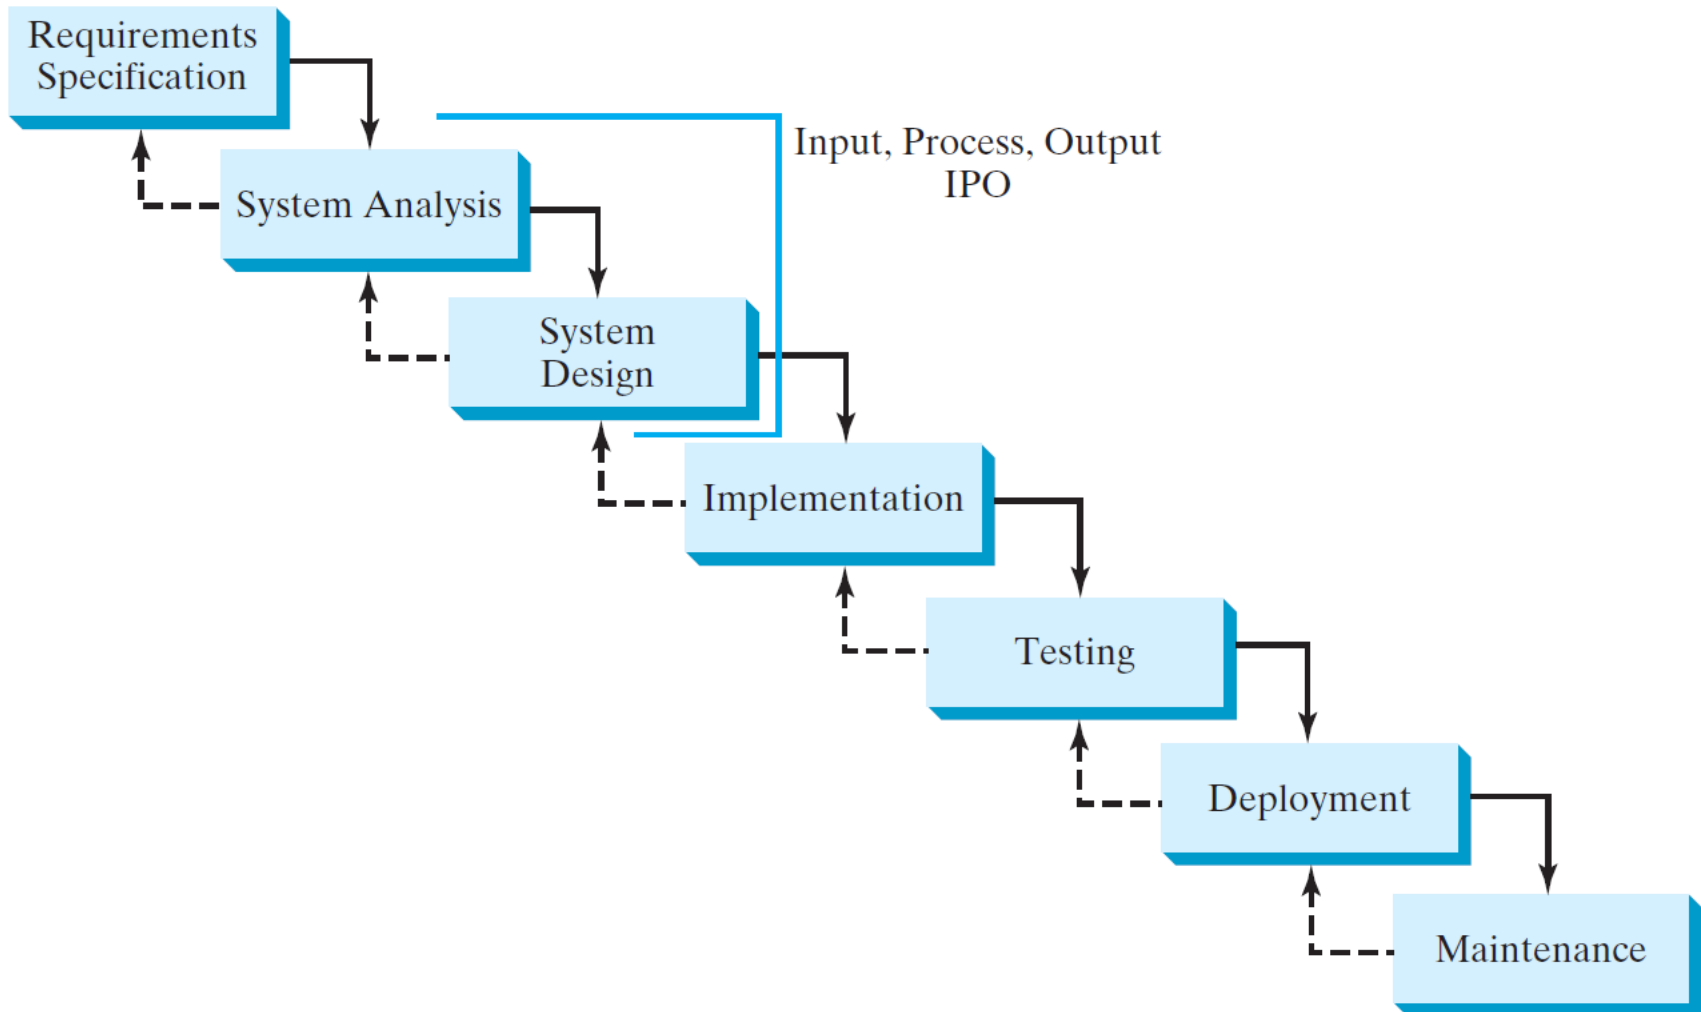 Requirements
Specification
Input, Process, Output
IPO
System Analysis
System
Design
Implementation
Testing
Deployment
Maintenance